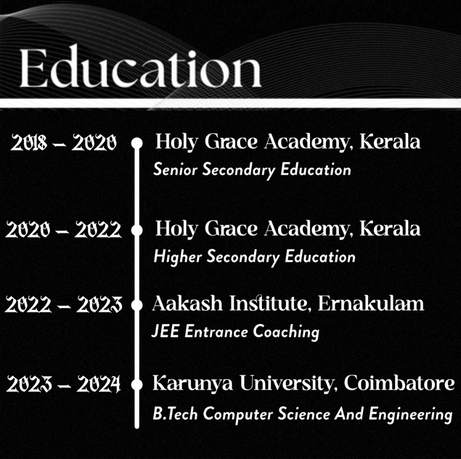 Education
2018 – 2020
Holy Grace Academy, Kerala
Senior Secondary Education
2020 – 2022
Holy Grace Academy, Kerala
Higher Secondary Education
2022 – 2023
Aakash Institute, Ernakulam
JEE Entrance Coaching
2023 – 2024
Karunya University, Coimbatore
B.Tech Computer Science And Engineering